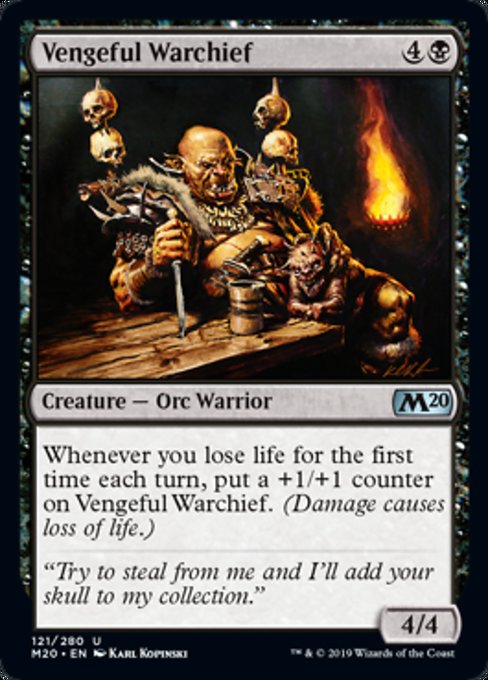 Vengeful Warchief 4
Creature — Orc Warrior M20
Whenever you lose life for the first
time each turn, put a +1/+1 counter
on Vengeful Warchief. (Damage causes
loss of life.)
“Try to steal from me and I’ll add your
skull to my collection.”
4/4
121/280 U
M20 • EN Karl Kopinski ™ & © 2019 Wizards of the Coast